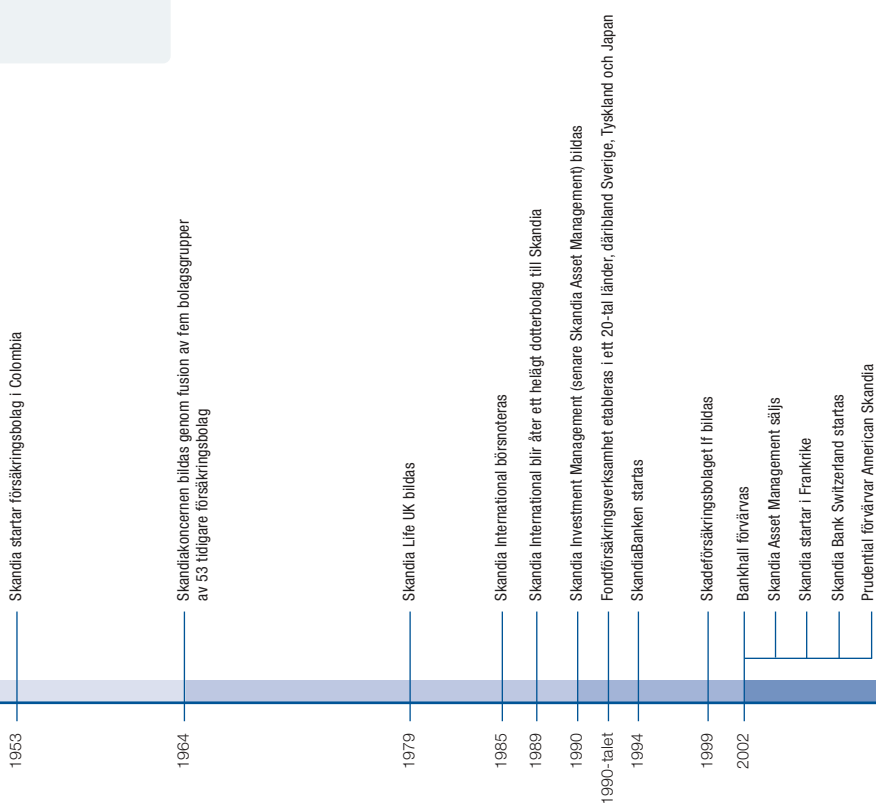 1953 Skandia startar försäkringsbolag i Colombia
1964 Skandiakoncernen bildas genom fusion av fem bolagsgrupper
av 53 tidigare försäkringsbolag
1979 Skandia Life UK bildas
1985 Skandia International börsnoteras
1989 Skandia International blir åter ett helägt dotterbolag till Skandia
1990 Skandia Investment Management (senare Skandia Asset Management) bildas
1990-talet Fondförsäkringsverksamhet etableras i ett 20-tal länder, däribland Sverige, Tyskland och Japan
1994 SkandiaBanken startas
1999 Skadeförsäkringsbolaget If bildas
2002 Bankhall förvärvas
Skandia Asset Management säljs
Skandia startar i Frankrike
Skandia Bank Switzerland startas
Prudential förvärvar American Skandia